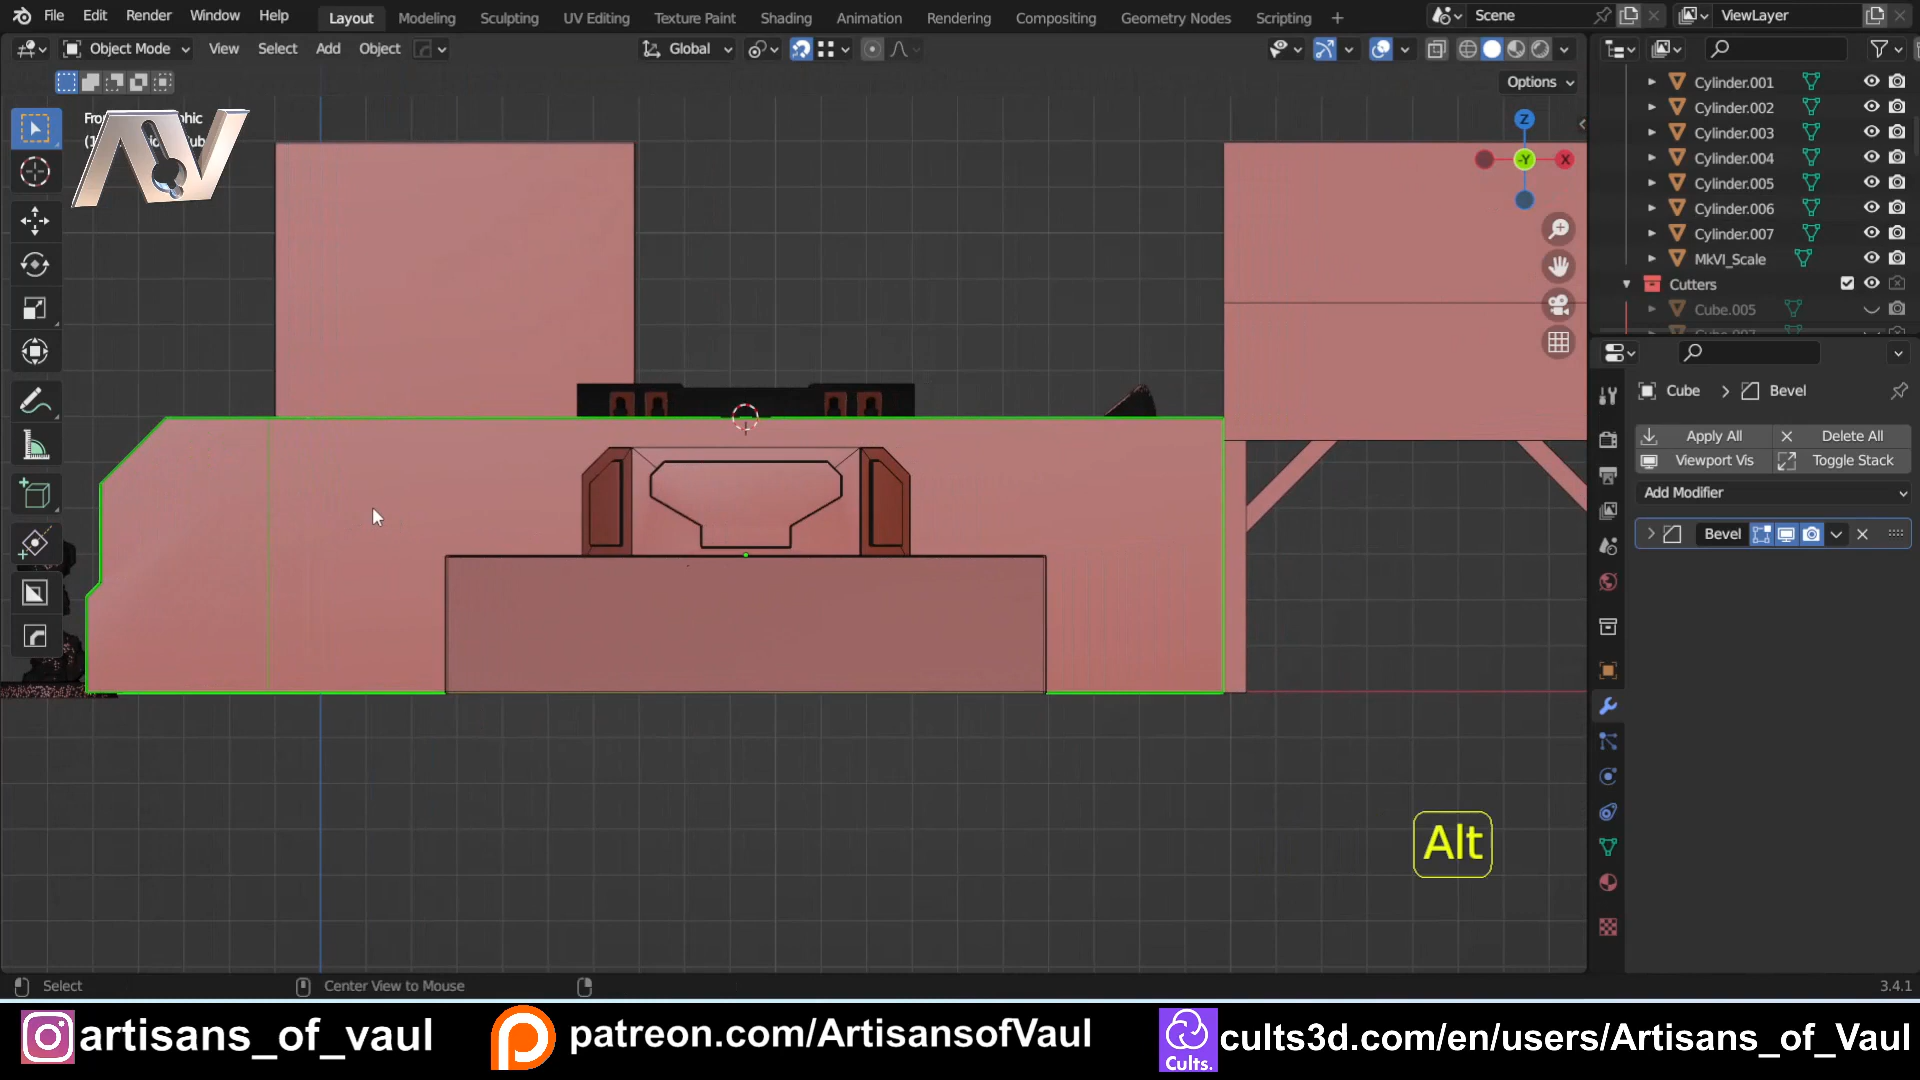 File Edit Render Window Help Layout Modeling Sculpting UV Editing Texture Paint Shading Animation Rendering Compositing Geometry Nodes Scripting + Scene ViewLayer
Object Mode View Select Add Object Global
Options
AV
Z
-Y
X
Cylinder.001
Cylinder.002
Cylinder.003
Cylinder.004
Cylinder.005
Cylinder.006
Cylinder.007
MkVI_Scale
Cutters
Cube.005
Cube > Bevel
Apply All Delete All
Viewport Vis Toggle Stack
Add Modifier
Bevel
Alt
Select Center View to Mouse 3.4.1
artisans_of_vaul patreon.com/ArtisansofVaul Cults. cults3d.com/en/users/Artisans_of_Vaul